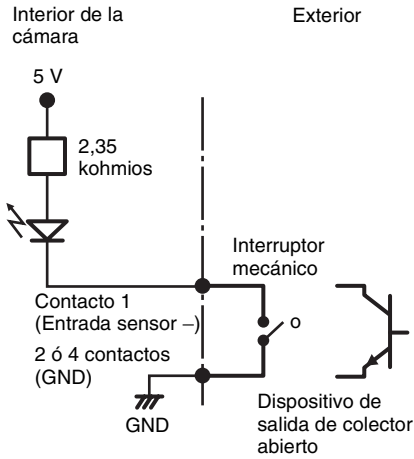 Interior de la
cámara
Exterior
5 V
2,35
kohmios
Interruptor
mecánico
Contacto 1
(Entrada sensor –)
o
2 ó 4 contactos
(GND)
GND
Dispositivo de
salida de colector
abierto